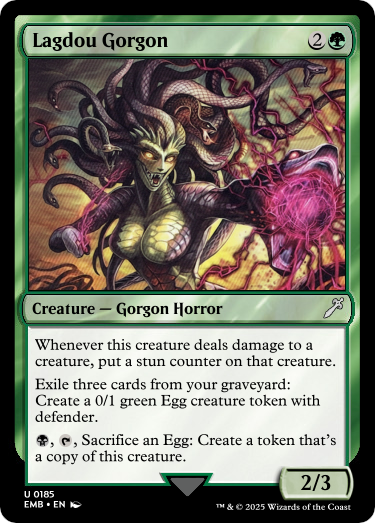 Lagdou Gorgon 2
Creature — Gorgon Horror
Whenever this creature deals damage to a
creature, put a stun counter on that creature.
Exile three cards from your graveyard:
Create a 0/1 green Egg creature token with
defender.
, , Sacrifice an Egg: Create a token that's
a copy of this creature.
2/3
U 0185
EMB • EN
™ & © 2025 Wizards of the Coast